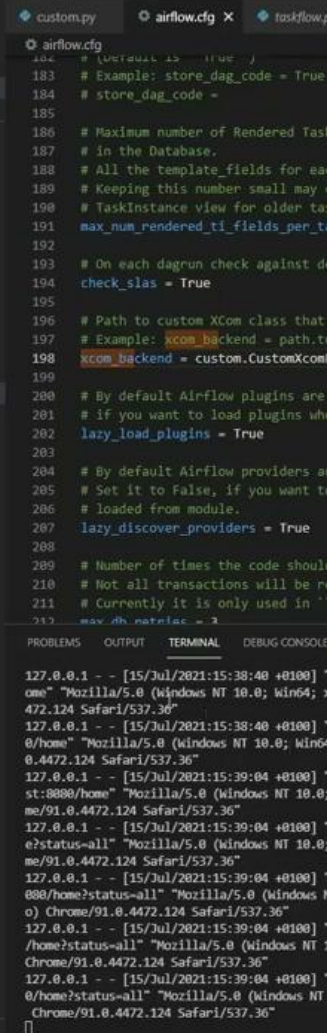 custom.py airflow.cfg × taskflow.p
airflow.cfg
182 # (Default is ``True``)
183 # Example: store_dag_code = True
184 # store_dag_code =
185
186 # Maximum number of Rendered Task
187 # in the Database.
188 # All the template_fields for eac
189 # Keeping this number small may
190 # TaskInstance view for older tas
191 max_num_rendered_ti_fields_per_ta
192
193 # On each dagrun check against de
194 check_slas = True
195
196 # Path to custom XCom class that
197 # Example: xcom_backend = path.to
198 xcom_backend = custom.CustomXcomB
199
200 # By default Airflow plugins are
201 # if you want to load plugins whe
202 lazy_load_plugins = True
203
204 # By default Airflow providers ar
205 # Set it to False, if you want to
206 # loaded from module.
207 lazy_discover_providers = True
208
209 # Number of times the code should
210 # Not all transactions will be re
211 # Currently it is only used in `
212 max_db_retries = 3
PROBLEMS OUTPUT TERMINAL DEBUG CONSOLE
127.0.0.1 - - [15/Jul/2021:15:38:40 +0100] "
ome" "Mozilla/5.0 (Windows NT 10.0; Win64; x
472.124 Safari/537.36"
127.0.0.1 - - [15/Jul/2021:15:38:40 +0100] "
0/home" "Mozilla/5.0 (Windows NT 10.0; Win64
0.4472.124 Safari/537.36"
127.0.0.1 - - [15/Jul/2021:15:39:04 +0100] "
st:8080/home" "Mozilla/5.0 (Windows NT 10.0;
me/91.0.4472.124 Safari/537.36"
127.0.0.1 - - [15/Jul/2021:15:39:04 +0100] "
e?status=all" "Mozilla/5.0 (Windows NT 10.0;
me/91.0.4472.124 Safari/537.36"
127.0.0.1 - - [15/Jul/2021:15:39:04 +0100] "
080/home?status=all" "Mozilla/5.0 (Windows N
o) Chrome/91.0.4472.124 Safari/537.36"
127.0.0.1 - - [15/Jul/2021:15:39:04 +0100] "
/home?status=all" "Mozilla/5.0 (Windows NT 1
Chrome/91.0.4472.124 Safari/537.36"
127.0.0.1 - - [15/Jul/2021:15:39:04 +0100] "
0/home?status=all" "Mozilla/5.0 (Windows NT
Chrome/91.0.4472.124 Safari/537.36"